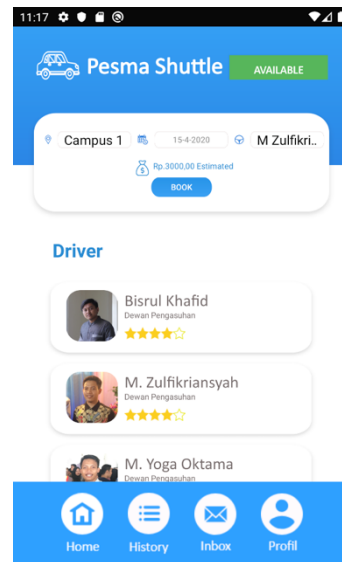 11:17
Pesma Shuttle
AVAILABLE
Campus 1 15-4-2020 M Zulfikri..
Rp.3000,00 Estimated
BOOK
Driver
Bisrul Khafid
Dewan Pengasuhan
M. Zulfikriansyah
Dewan Pengasuhan
M. Yoga Oktama
Dewan Pengasuhan
Home History Inbox Profil